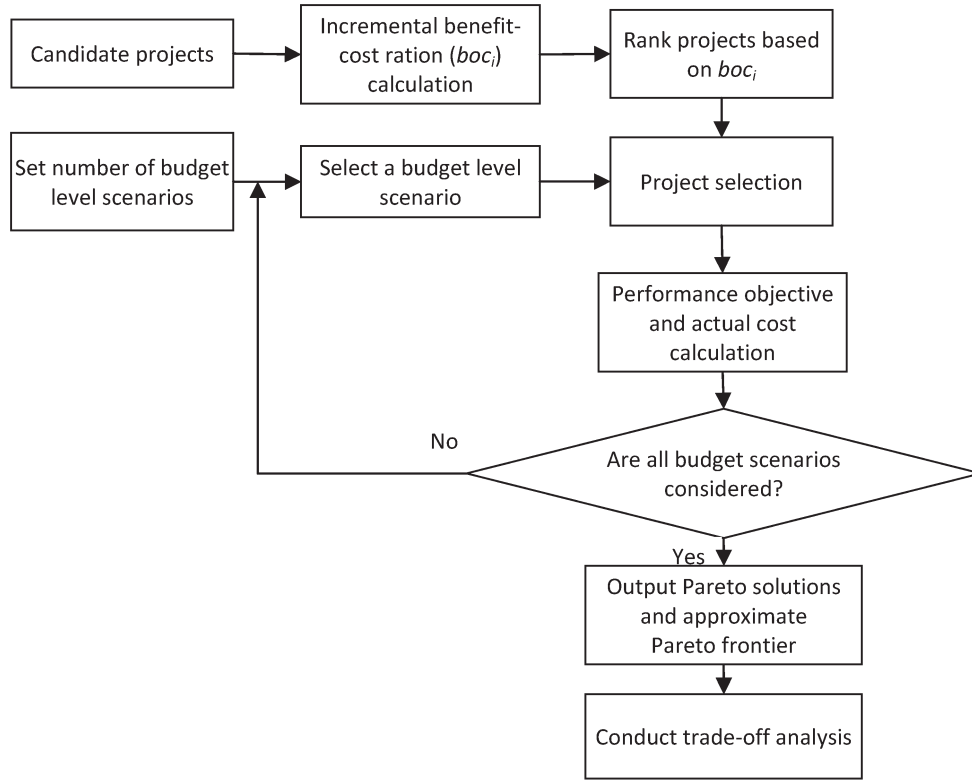 Candidate projects
Incremental benefit-
cost ration (boci)
calculation
Rank projects based
on boci
Set number of budget
level scenarios
Select a budget level
scenario
Project selection
Performance objective
and actual cost
calculation
No
Are all budget scenarios
considered?
Yes
Output Pareto solutions
and approximate
Pareto frontier
Conduct trade-off analysis